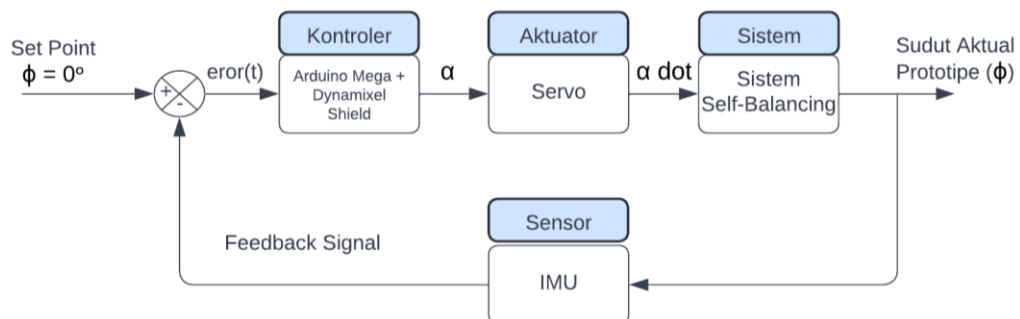 Set Point
ϕ = 0º
+
-
eror(t)
Kontroler
Arduino Mega +
Dynamixel
Shield
α
Aktuator
Servo
α dot
Sistem
Sistem
Self-Balancing
Sudut Aktual
Prototipe (ϕ)
Feedback Signal
Sensor
IMU